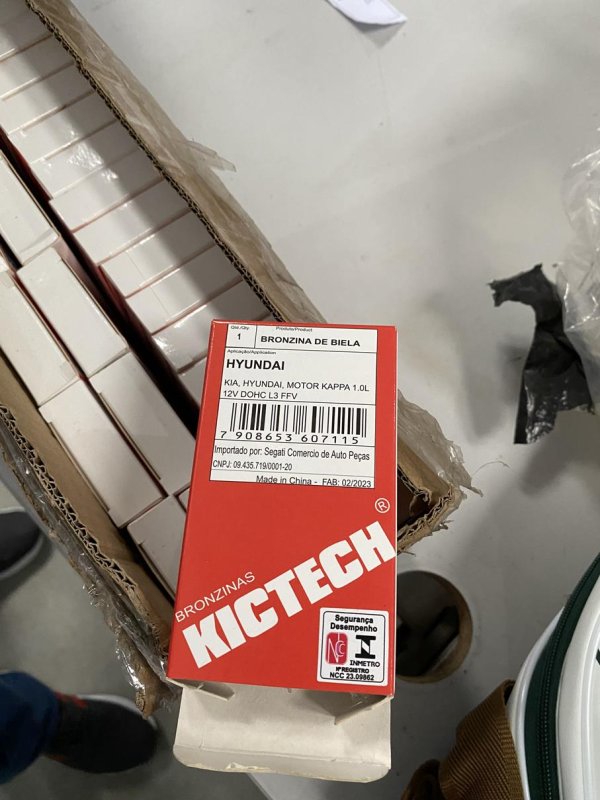 Qtd./Qty. Produto/Product
1 BRONZINA DE BIELA
Aplicação/Application
HYUNDAI
KIA, HYUNDAI, MOTOR KAPPA 1.0L
12V DOHC L3 FFV
7 908653 607115
Importado por: Segati Comercio de Auto Peças
CNPJ: 09.435.719/0001-20
Made in China - FAB: 02/2023
BRONZINAS
KICTECH®
Segurança
Desempenho
NCC
INMETRO
Nº REGISTRO
NCC 23.09862